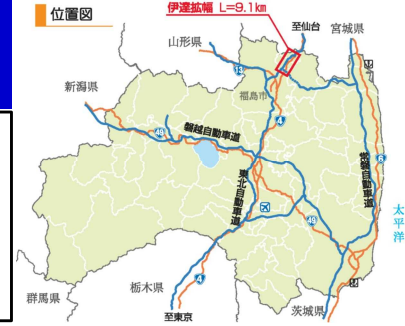 位置図
伊達拡幅 L=9.1km
至仙台
宮城県
山形県
13
福島市
新潟県
4
49
磐越自動車道
6
常磐自動車道
東北自動車道
太平洋
49
栃木県
4
群馬県
茨城県
至東京